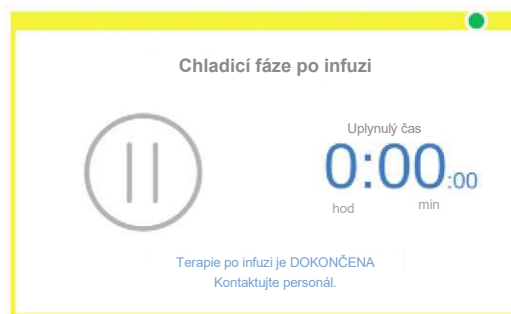 Chladicí fáze po infuzi
Uplynulý čas
0:00:00
hod min
Terapie po infuzi je DOKONČENA
Kontaktujte personál.